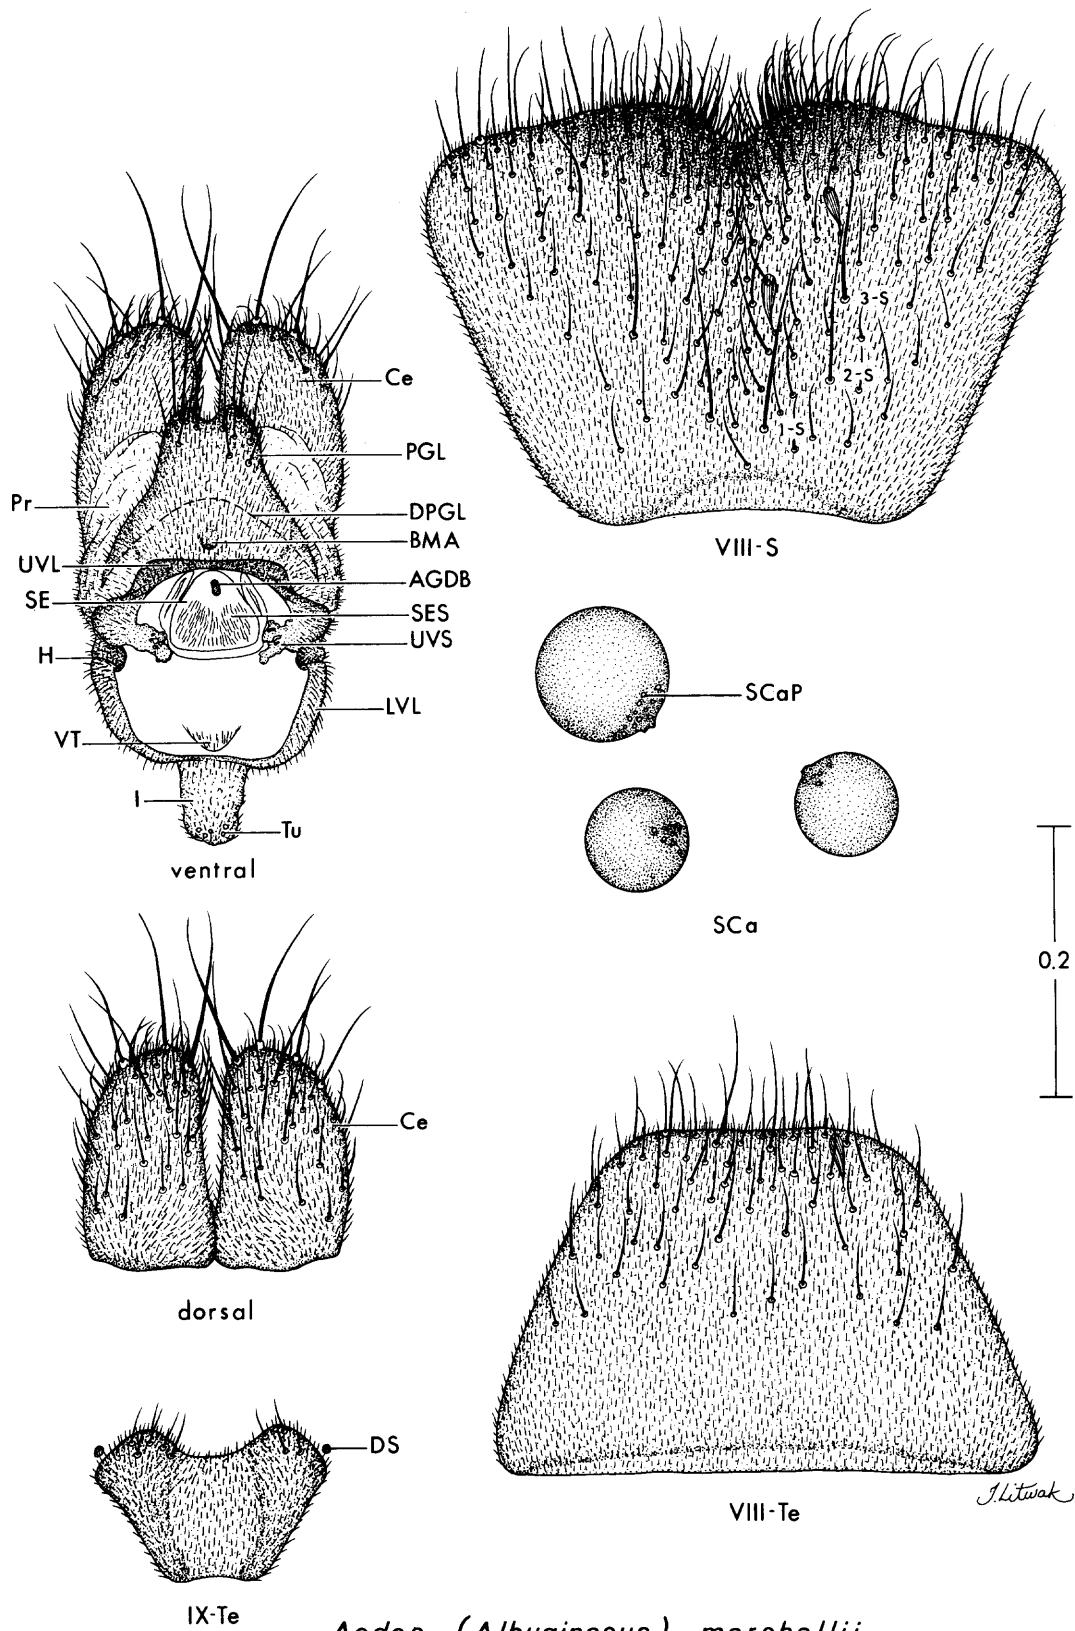 Ce
PGL
Pr
DPGL
BMA
UVL
AGDB
SE
SES
UVS
H
LVL
VT
I
Tu
ventral
3-S
2-S
1-S
VIII-S
SCaP
SCa
0.2
Ce
dorsal
DS
IX-Te
VIII-Te
J. Litwak
Aedes (Albuginosus) marshallii